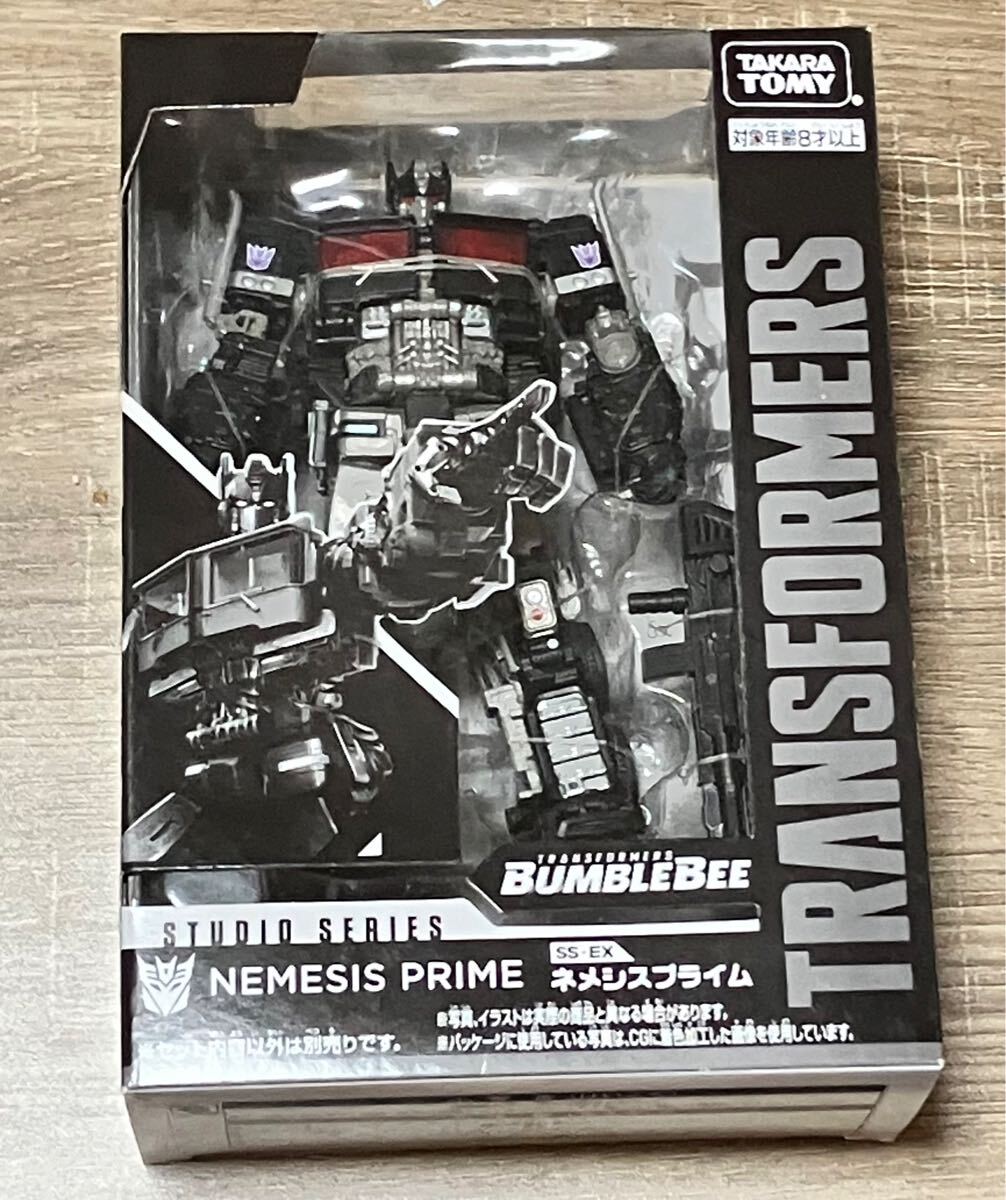 TAKARA
TOMY
対象年齢8才以上
TRANSFORMERS
TRANSFORMERS
BUMBLEBEE
STUDIO SERIES
SS-EX
NEMESIS PRIME
ネメシスプライム
※写真、イラストは実際の商品と異なる場合があります。
※セット内容以外は別売りです。
※パッケージに使用している写真は、CGに着色加工した画像を使用しています。